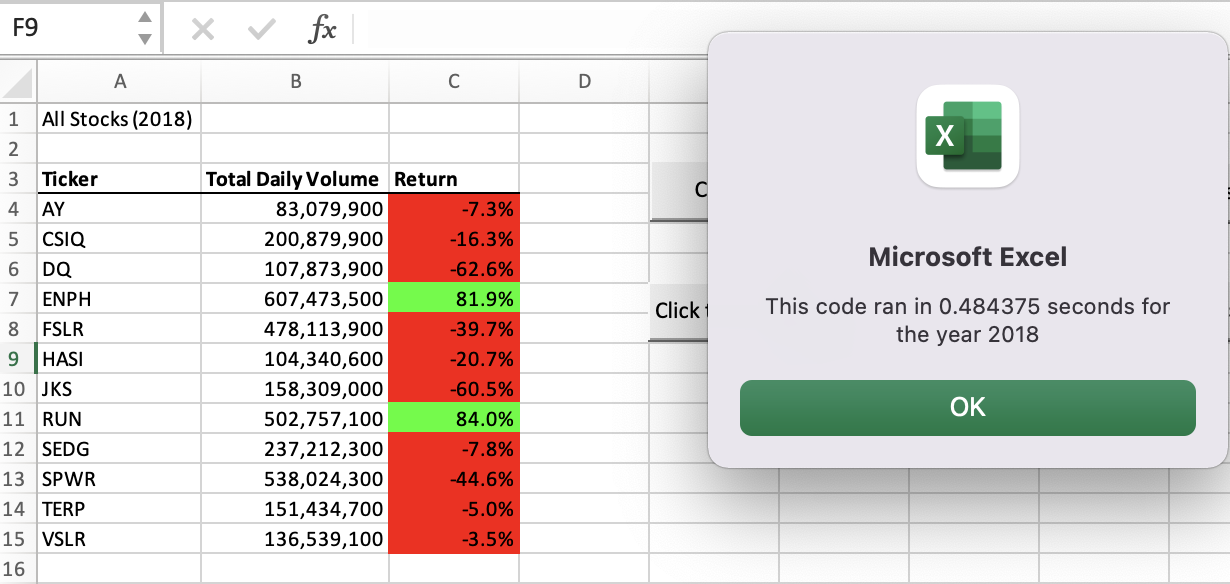 F9 fx
A B C D
1 All Stocks (2018)
2
3 Ticker Total Daily Volume Return
4 AY 83,079,900 -7.3%
5 CSIQ 200,879,900 -16.3%
6 DQ 107,873,900 -62.6%
7 ENPH 607,473,500 81.9%
8 FSLR 478,113,900 -39.7%
9 HASI 104,340,600 -20.7%
10 JKS 158,309,000 -60.5%
11 RUN 502,757,100 84.0%
12 SEDG 237,212,300 -7.8%
13 SPWR 538,024,300 -44.6%
14 TERP 151,434,700 -5.0%
15 VSLR 136,539,100 -3.5%
16
C
Click
X
Microsoft Excel
This code ran in 0.484375 seconds for
the year 2018
OK